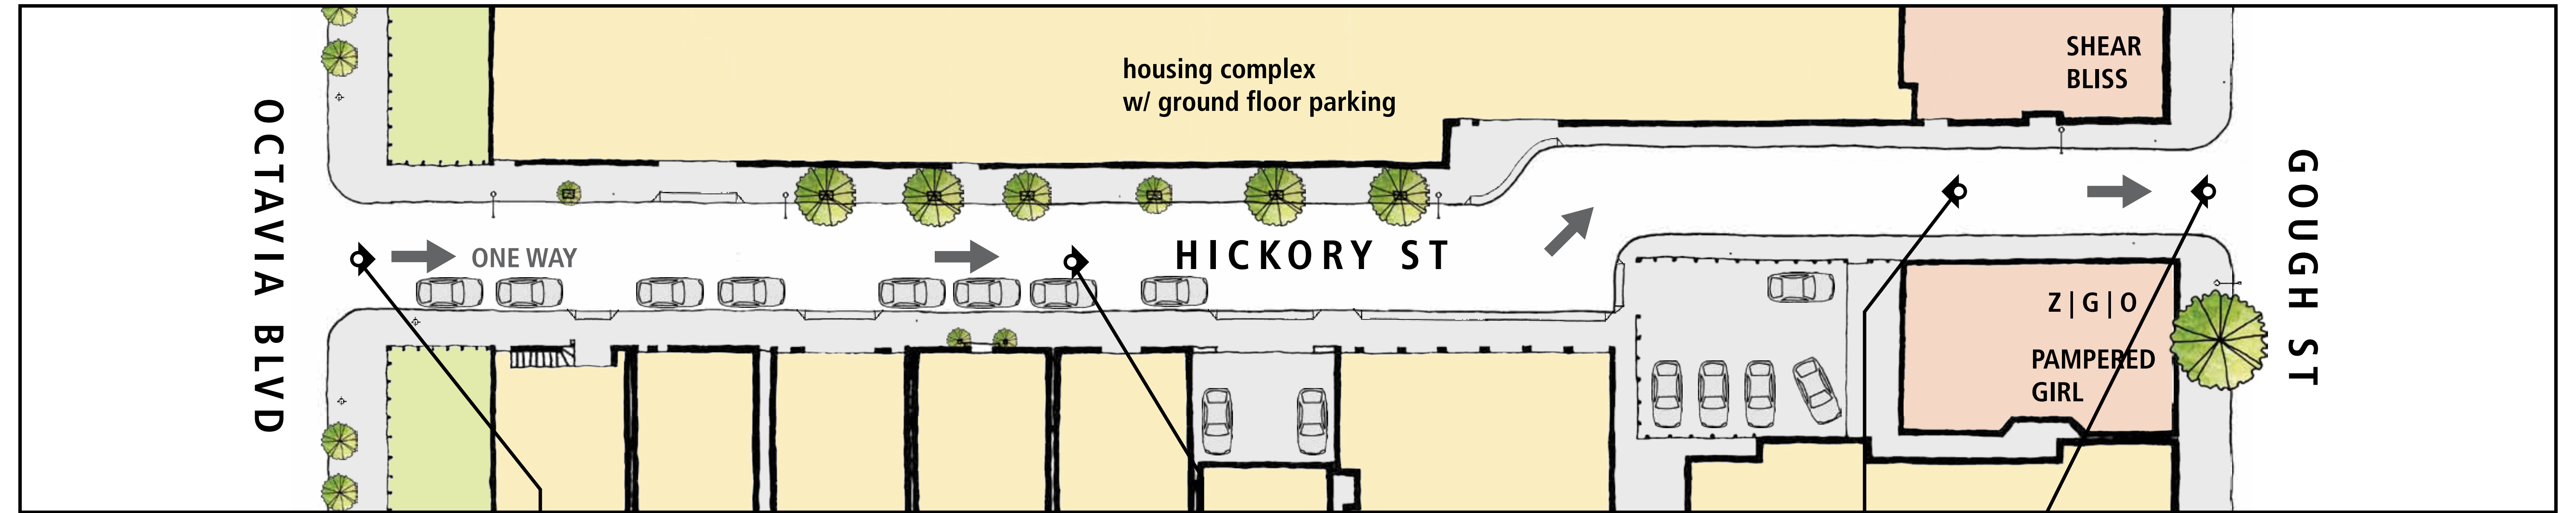 OCTAVIA BLVD
housing complex
w/ ground floor parking
SHEAR
BLISS
ONE WAY
HICKORY ST
Z | G | O
PAMPERED
GIRL
GOUGH ST